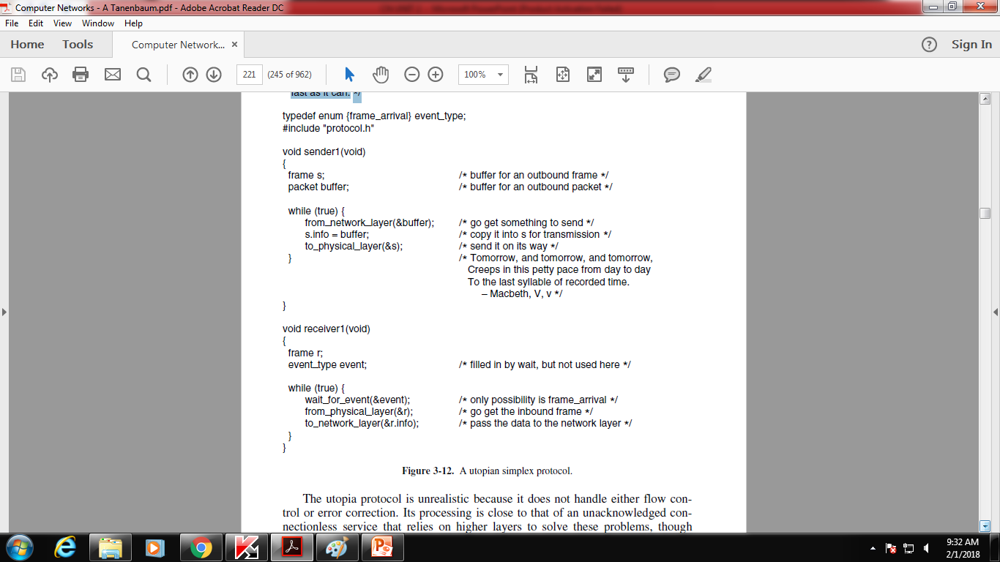 Computer Networks - A Tanenbaum.pdf - Adobe Acrobat Reader DC
File Edit View Window Help
Home Tools Computer Network... × Sign In
221 (245 of 962) 100%
fast as it can. */
typedef enum {frame_arrival} event_type;
#include "protocol.h"
void sender1(void)
{
frame s; /* buffer for an outbound frame */
packet buffer; /* buffer for an outbound packet */
while (true) {
from_network_layer(&buffer); /* go get something to send */
s.info = buffer; /* copy it into s for transmission */
to_physical_layer(&s); /* send it on its way */
} /* Tomorrow, and tomorrow, and tomorrow,
Creeps in this petty pace from day to day
To the last syllable of recorded time.
– Macbeth, V, v */
}
void receiver1(void)
{
frame r;
event_type event; /* filled in by wait, but not used here */
while (true) {
wait_for_event(&event); /* only possibility is frame_arrival */
from_physical_layer(&r); /* go get the inbound frame */
to_network_layer(&r.info); /* pass the data to the network layer */
}
}
Figure 3-12. A utopian simplex protocol.
The utopia protocol is unrealistic because it does not handle either flow con-
trol or error correction. Its processing is close to that of an unacknowledged con-
nectionless service that relies on higher layers to solve these problems, though
9:32 AM
2/1/2018